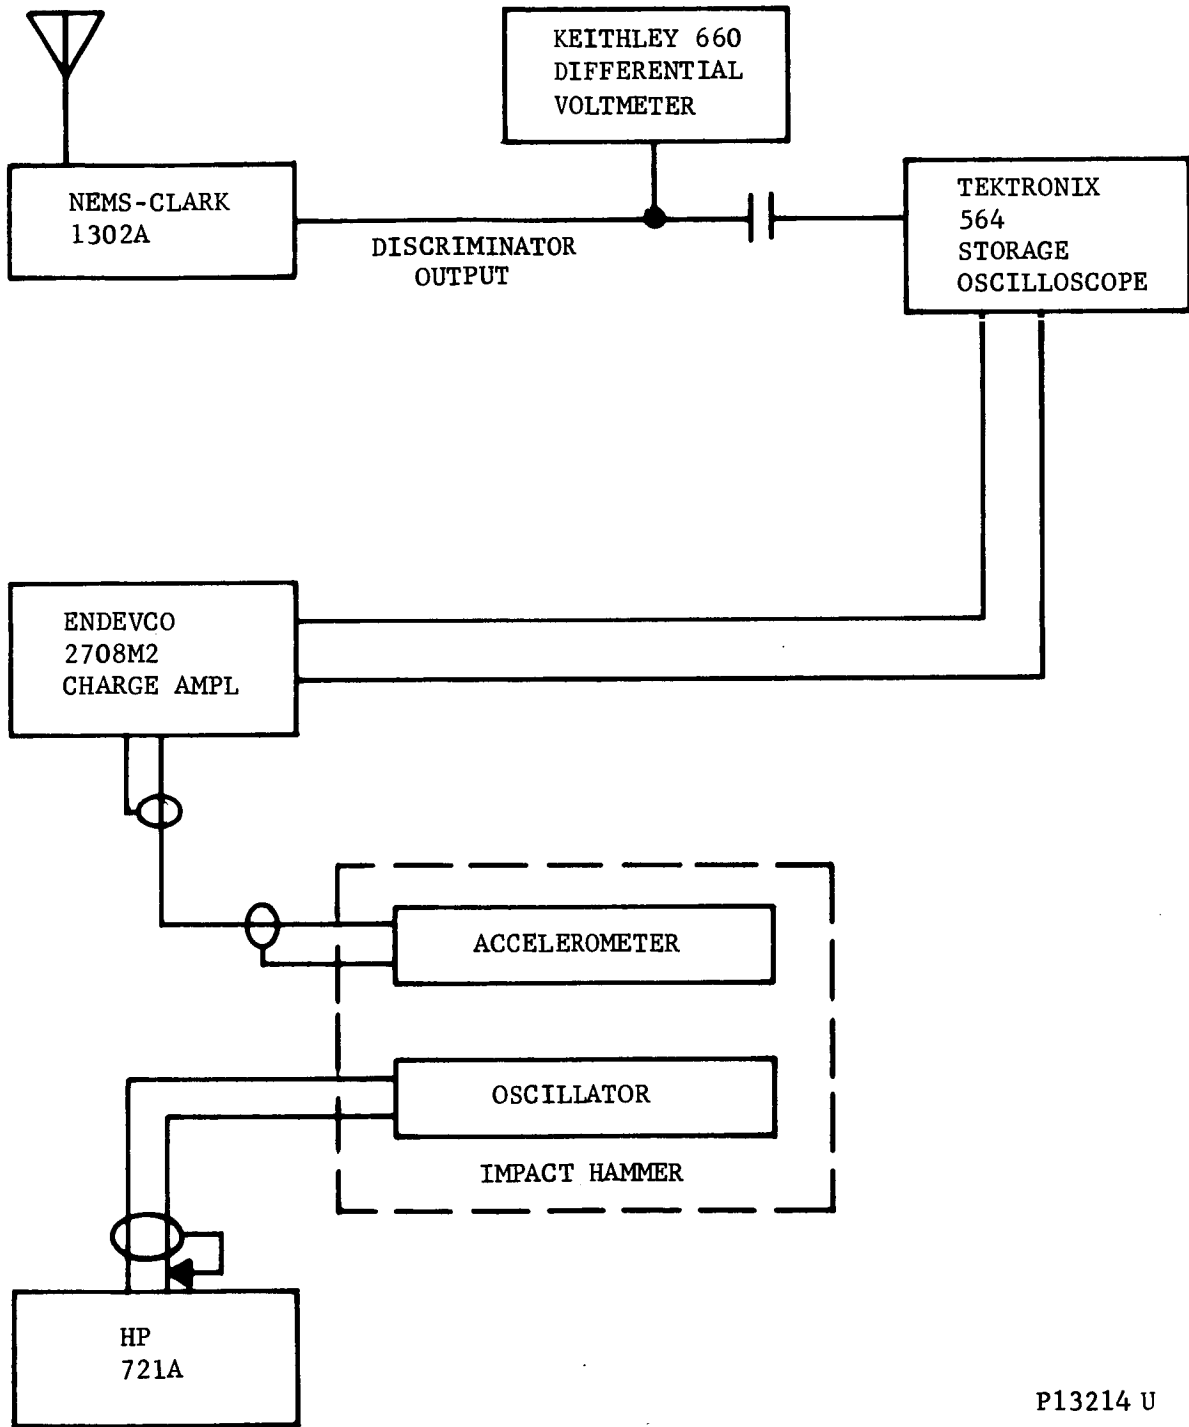 KEITHLEY 660
DIFFERENTIAL
VOLTMETER
NEMS-CLARK
1302A
DISCRIMINATOR
OUTPUT
TEKTRONIX
564
STORAGE
OSCILLOSCOPE
ENDEVCO
2708M2
CHARGE AMPL
ACCELEROMETER
OSCILLATOR
IMPACT HAMMER
HP
721A
P13214 U